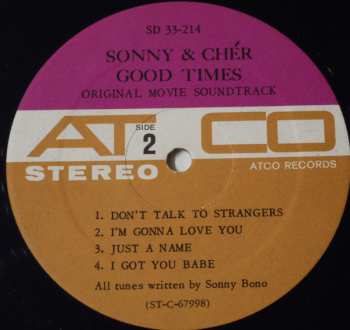 SD 33-214
SONNY & CHÉR
GOOD TIMES
ORIGINAL MOVIE SOUNDTRACK
AT CO
SIDE
2
STEREO
ATCO RECORDS
1. DON'T TALK TO STRANGERS
2. I'M GONNA LOVE YOU
3. JUST A NAME
4. I GOT YOU BABE
All tunes written by Sonny Bono
(ST-C-67998)